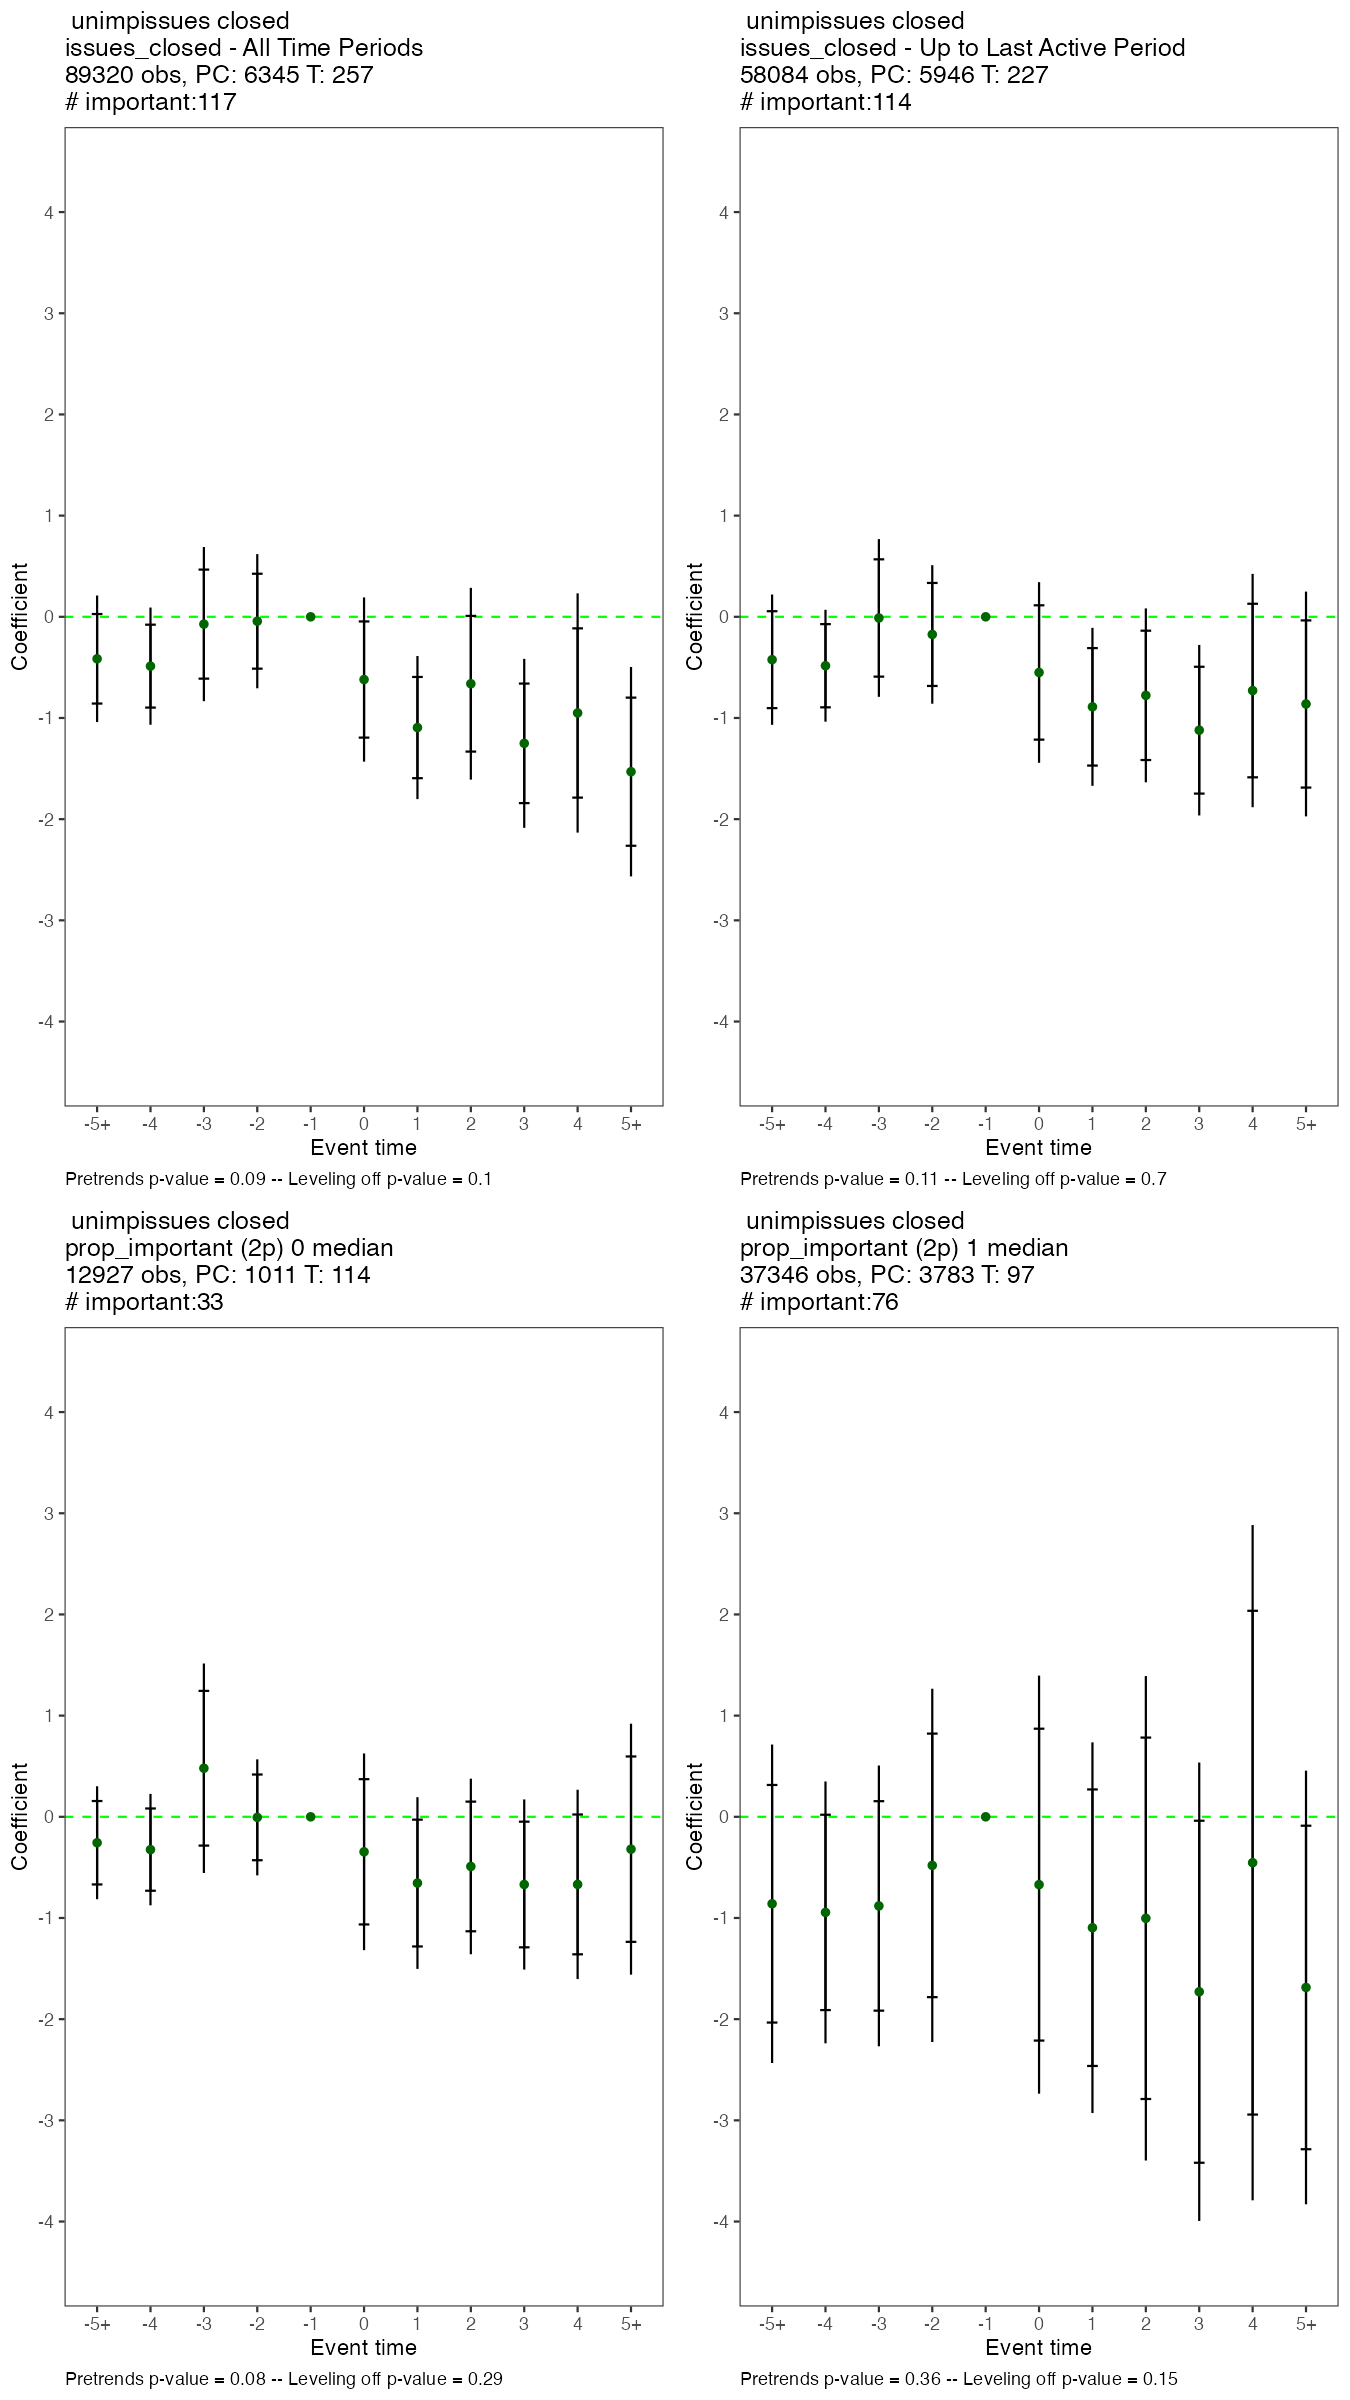 unimpissues closed
issues_closed - All Time Periods
89320 obs, PC: 6345 T: 257
# important:117
4
3
2
1
0
-1
-2
-3
-4
Coefficient
-5+ -4 -3 -2 -1 0 1 2 3 4 5+
Event time
Pretrends p-value = 0.09 -- Leveling off p-value = 0.1
unimpissues closed
issues_closed - Up to Last Active Period
58084 obs, PC: 5946 T: 227
# important:114
4
3
2
1
0
-1
-2
-3
-4
Coefficient
-5+ -4 -3 -2 -1 0 1 2 3 4 5+
Event time
Pretrends p-value = 0.11 -- Leveling off p-value = 0.7
unimpissues closed
prop_important (2p) 0 median
12927 obs, PC: 1011 T: 114
# important:33
4
3
2
1
0
-1
-2
-3
-4
Coefficient
-5+ -4 -3 -2 -1 0 1 2 3 4 5+
Event time
Pretrends p-value = 0.08 -- Leveling off p-value = 0.29
unimpissues closed
prop_important (2p) 1 median
37346 obs, PC: 3783 T: 97
# important:76
4
3
2
1
0
-1
-2
-3
-4
Coefficient
-5+ -4 -3 -2 -1 0 1 2 3 4 5+
Event time
Pretrends p-value = 0.36 -- Leveling off p-value = 0.15